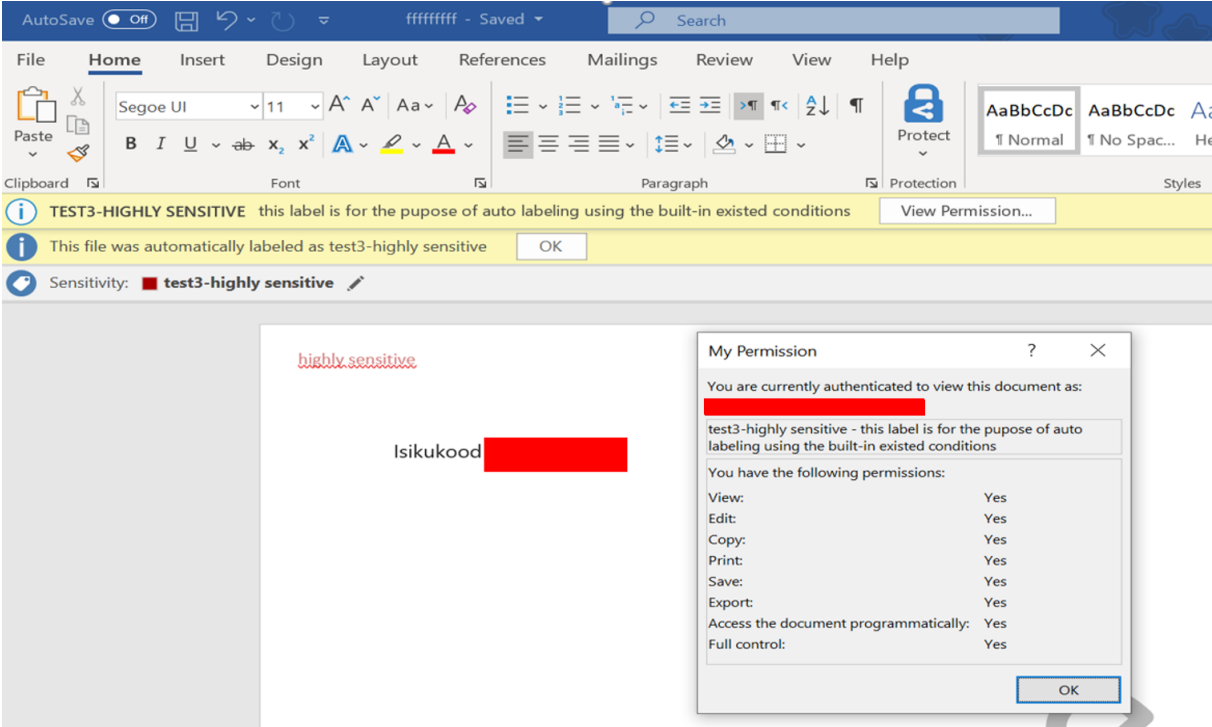 AutoSave Off fffffffff - Saved Search
File Home Insert Design Layout References Mailings Review View Help
Segoe UI 11 Aa
Paste
B I U ab x2 x2 A A
Protect
AaBbCcDc AaBbCcDc
¶ Normal ¶ No Spac... He
Clipboard Font Paragraph Protection Styles
TEST3-HIGHLY SENSITIVE this label is for the pupose of auto labeling using the built-in existed conditions View Permission...
This file was automatically labeled as test3-highly sensitive OK
Sensitivity: test3-highly sensitive
highly sensitive
Isikukood
My Permission ?
You are currently authenticated to view this document as:
test3-highly sensitive - this label is for the pupose of auto
labeling using the built-in existed conditions
You have the following permissions:
View: Yes
Edit: Yes
Copy: Yes
Print: Yes
Save: Yes
Export: Yes
Access the document programmatically: Yes
Full control: Yes
OK